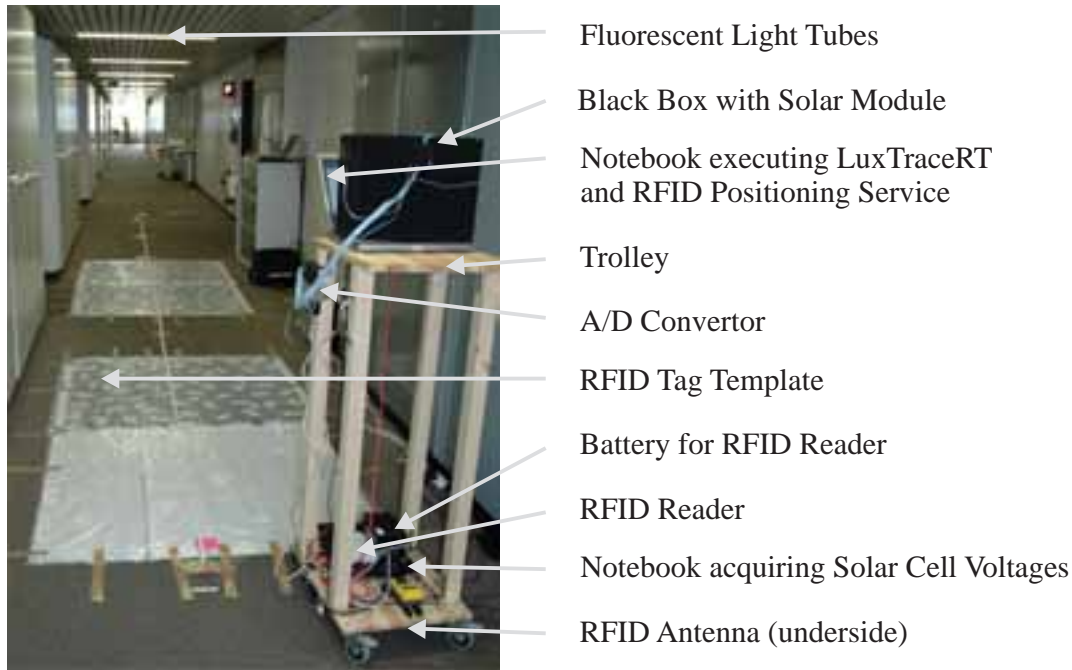 Fluorescent Light Tubes
Black Box with Solar Module
Notebook executing LuxTraceRT
and RFID Positioning Service
Trolley
A/D Convertor
RFID Tag Template
Battery for RFID Reader
RFID Reader
Notebook acquiring Solar Cell Voltages
RFID Antenna (underside)